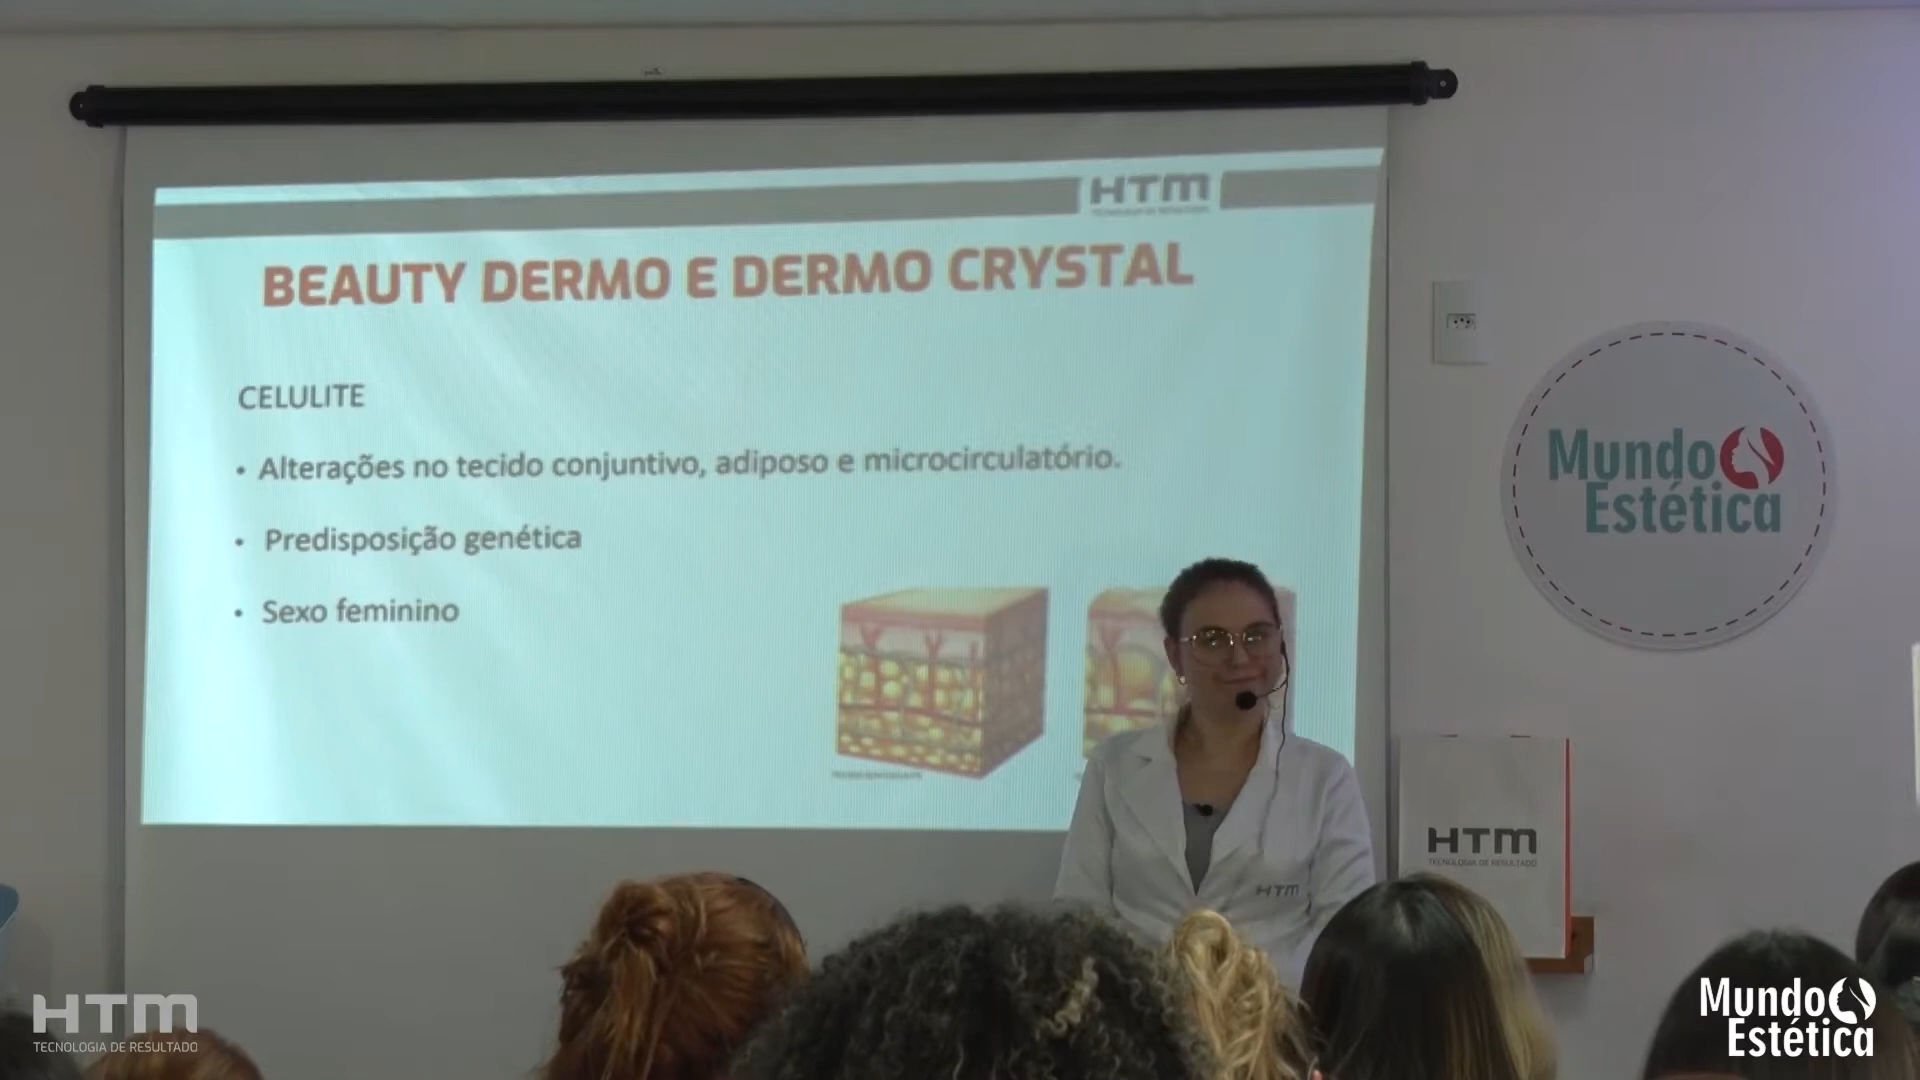 HTM
BEAUTY DERMO E DERMO CRYSTAL
CELULITE
• Alterações no tecido conjuntivo, adiposo e microcirculatório.
• Predisposição genética
• Sexo feminino
Mundo
Estética
HTM
TECNOLOGIA DE RESULTADO
HTM
HTM
TECNOLOGIA DE RESULTADO
Mundo
Estética